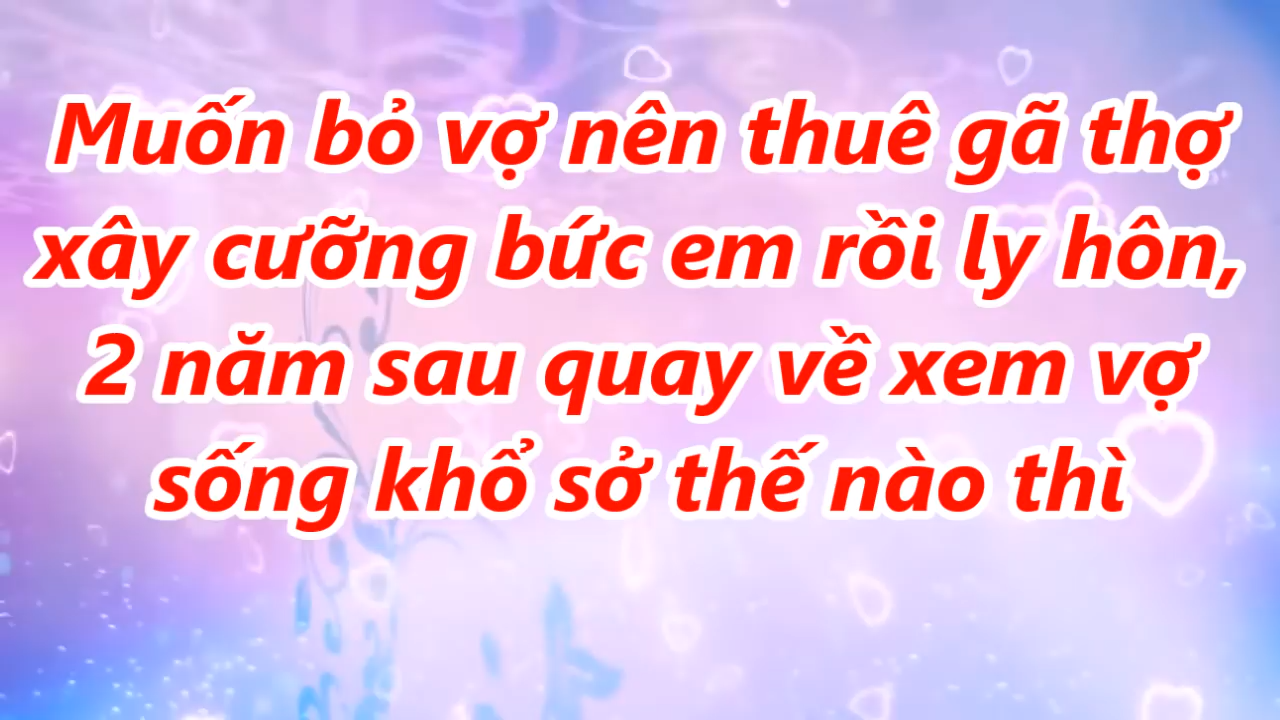 Muốn bỏ vợ nên thuê gã thợ
xây cưỡng bức em rồi ly hôn,
2 năm sau quay về xem vợ
sống khổ sở thế nào thì